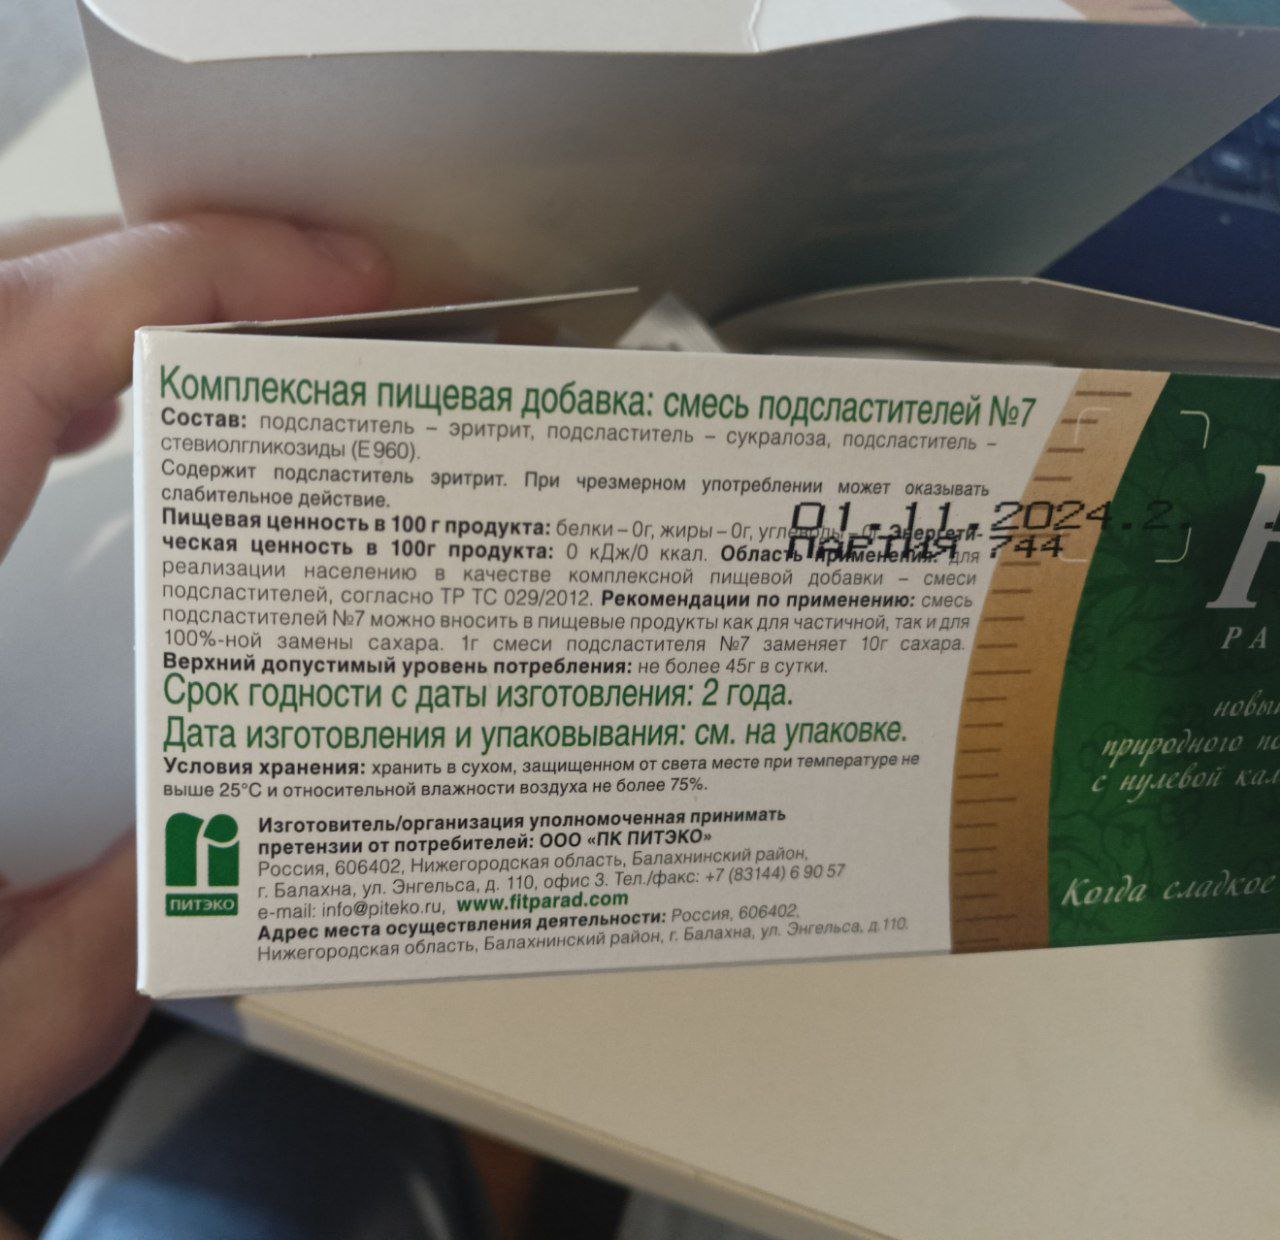 Комплексная пищевая добавка: смесь подсластителей №7
Состав: подсластитель – эритрит, подсластитель – сукралоза, подсластитель –
стевиолгликозиды (Е960).
Содержит подсластитель эритрит. При чрезмерном употреблении может оказывать
слабительное действие.
Пищевая ценность в 100 г продукта: белки – 0г, жиры – 0г, углеводы – 0г. Энергети-
01.11.2024.2.
ческая ценность в 100г продукта: 0 кДж/0 ккал. Область применения: для
ПАРТИЯ 744
реализации населению в качестве комплексной пищевой добавки – смеси
подсластителей, согласно ТР ТС 029/2012. Рекомендации по применению: смесь
подсластителей №7 можно вносить в пищевые продукты как для частичной, так и для
100%-ной замены сахара. 1г смеси подсластителя №7 заменяет 10г сахара.
Верхний допустимый уровень потребления: не более 45г в сутки.
Срок годности с даты изготовления: 2 года.
Дата изготовления и упаковывания: см. на упаковке.
Условия хранения: хранить в сухом, защищенном от света месте при температуре не
выше 25°С и относительной влажности воздуха не более 75%.
ПИТЭКО
Изготовитель/организация уполномоченная принимать
претензии от потребителей: ООО «ПК ПИТЭКО»
Россия, 606402, Нижегородская область, Балахнинский район,
г. Балахна, ул. Энгельса, д. 110, офис 3. Тел./факс: +7 (83144) 6 90 57
e-mail: info@piteko.ru, www.fitparad.com
Адрес места осуществления деятельности: Россия, 606402,
Нижегородская область, Балахнинский район, г. Балахна, ул. Энгельса, д.110.
РА
новый
природного по
с нулевой кал
Когда сладкое